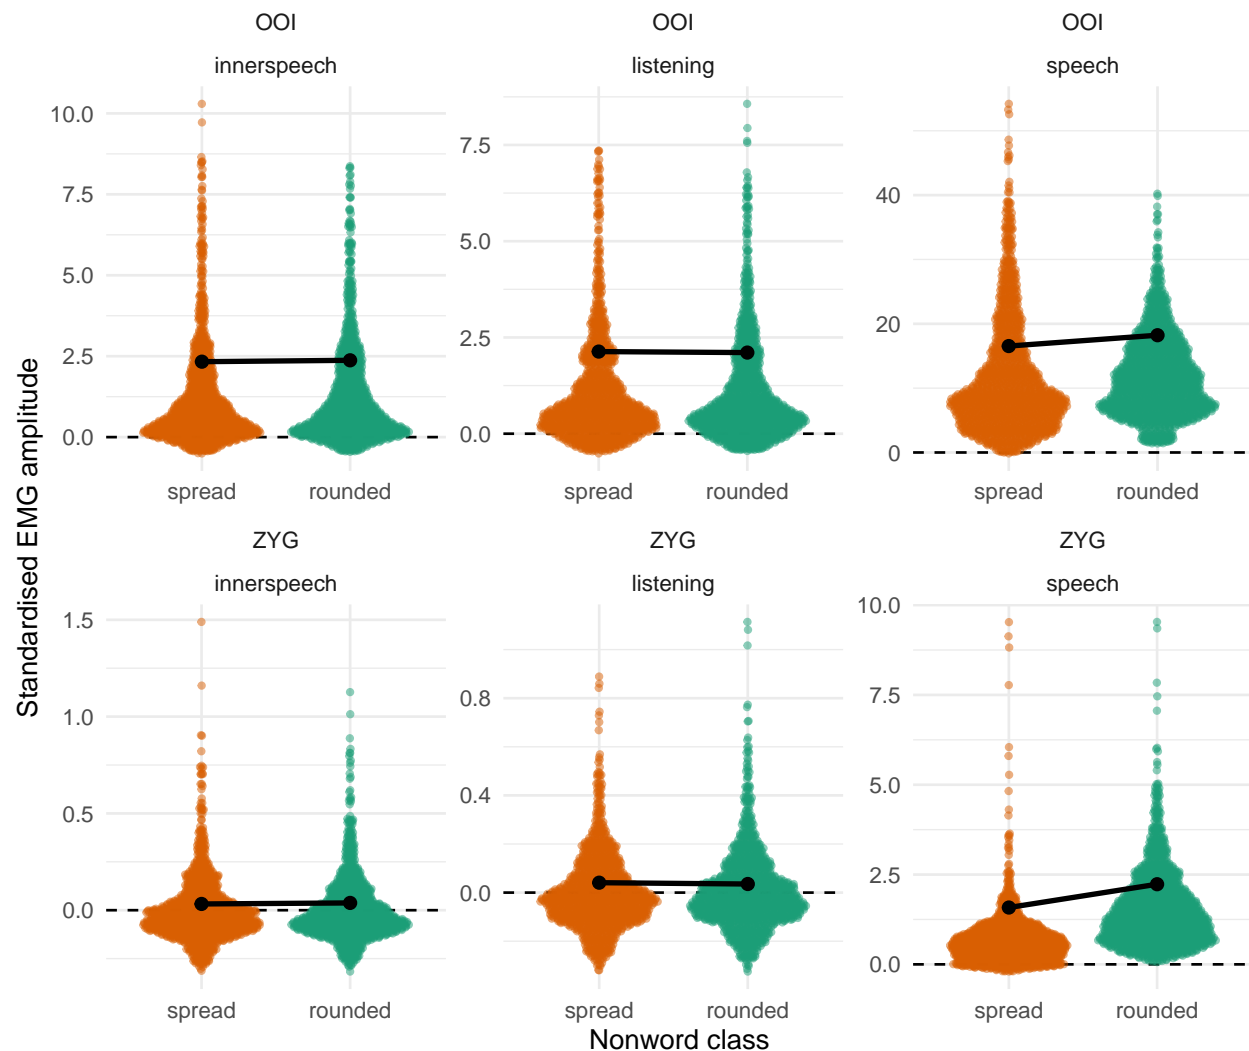 OOI
OOI
OOI
innerspeech
listening
speech
10.0
7.5
5.0
2.5
0.0
7.5
5.0
2.5
0.0
40
20
0
spread
rounded
spread
rounded
spread
rounded
Standardised EMG amplitude
ZYG
ZYG
ZYG
innerspeech
listening
speech
1.5
1.0
0.5
0.0
0.8
0.4
0.0
10.0
7.5
5.0
2.5
0.0
spread
rounded
spread
rounded
spread
rounded
Nonword class